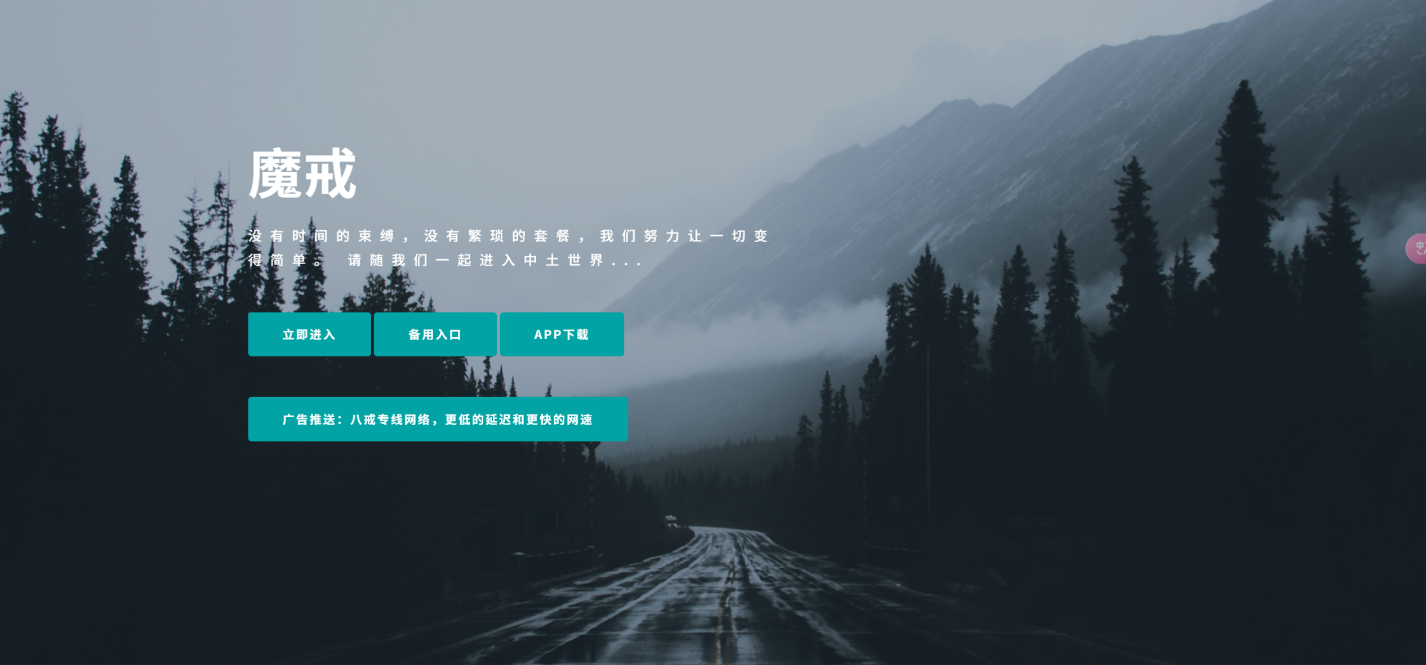 魔戒
没有时间的束缚，没有繁琐的套餐，我们努力让一切变
得简单。 请随我们一起进入中土世界...
立即进入
备用入口
APP下载
广告推送：八戒专线网络，更低的延迟和更快的网速